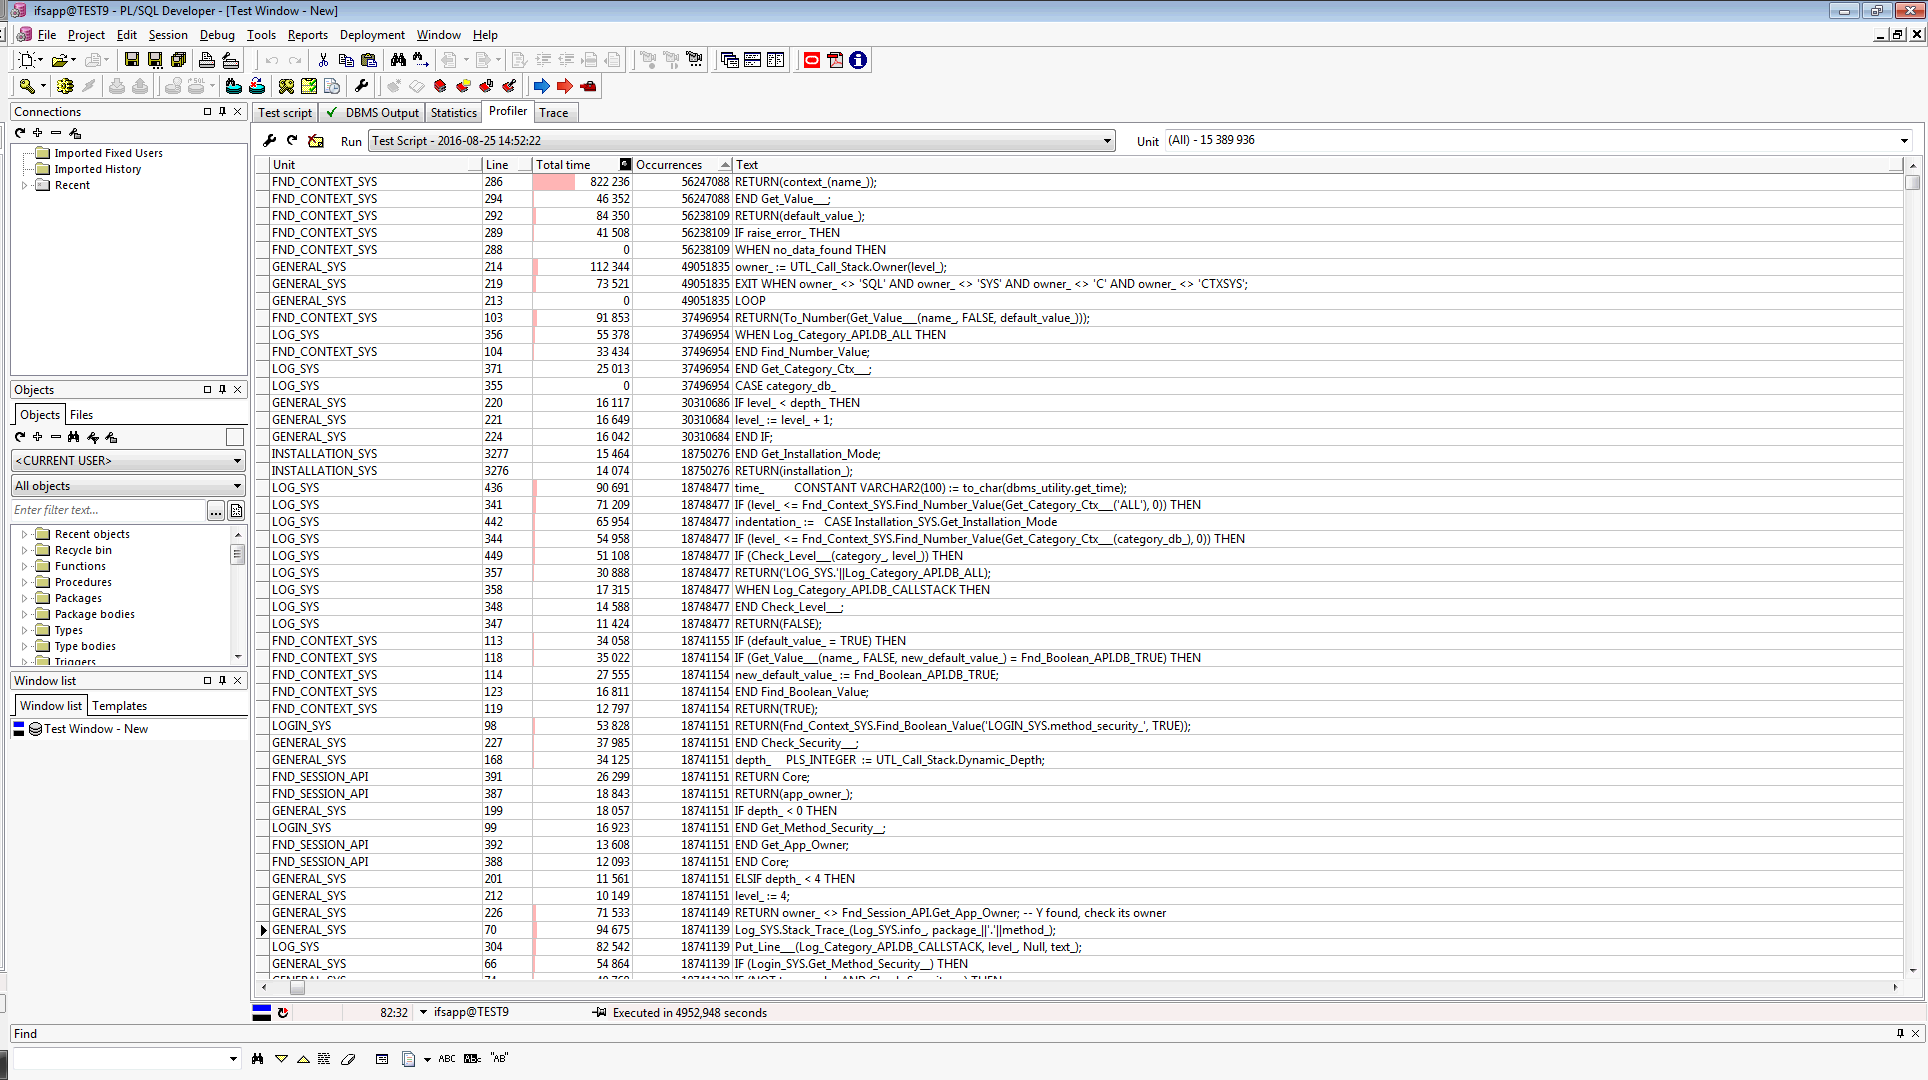 ifsapp@TEST9 - PL/SQL Developer - [Test Window - New]
File Project Edit Session Debug Tools Reports Deployment Window Help
Connections
Imported Fixed Users
Imported History
Recent
Objects
Objects Files
<CURRENT USER>
All objects
Enter filter text...
Recent objects
Recycle bin
Functions
Procedures
Packages
Package bodies
Types
Type bodies
Triggers
Window list
Window list Templates
Test Window - New
Test script DBMS Output Statistics Profiler Trace
Run Test Script - 2016-08-25 14:52:22 Unit (All) - 15 389 936
Unit Line Total time Occurrences Text
FND_CONTEXT_SYS 286 822 236 56247088 RETURN(context_(name_));
FND_CONTEXT_SYS 294 46 352 56247088 END Get_Value___;
FND_CONTEXT_SYS 292 84 350 56238109 RETURN(default_value_);
FND_CONTEXT_SYS 289 41 508 56238109 IF raise_error_ THEN
FND_CONTEXT_SYS 288 0 56238109 WHEN no_data_found THEN
GENERAL_SYS 214 112 344 49051835 owner_ := UTL_Call_Stack.Owner(level_);
GENERAL_SYS 219 73 521 49051835 EXIT WHEN owner_ <> 'SQL' AND owner_ <> 'SYS' AND owner_ <> 'C' AND owner_ <> 'CTXSYS';
GENERAL_SYS 213 0 49051835 LOOP
FND_CONTEXT_SYS 103 91 853 37496954 RETURN(To_Number(Get_Value___(name_, FALSE, default_value_)));
LOG_SYS 356 55 378 37496954 WHEN Log_Category_API.DB_ALL THEN
FND_CONTEXT_SYS 104 33 434 37496954 END Find_Number_Value;
LOG_SYS 371 25 013 37496954 END Get_Category_Ctx___;
LOG_SYS 355 0 37496954 CASE category_db_
GENERAL_SYS 220 16 117 30310686 IF level_ < depth_ THEN
GENERAL_SYS 221 16 649 30310684 level_ := level_ + 1;
GENERAL_SYS 224 16 042 30310684 END IF;
INSTALLATION_SYS 3277 15 464 18750276 END Get_Installation_Mode;
INSTALLATION_SYS 3276 14 074 18750276 RETURN(installation_);
LOG_SYS 436 90 691 18748477 time_ CONSTANT VARCHAR2(100) := to_char(dbms_utility.get_time);
LOG_SYS 341 71 209 18748477 IF (level_ <= Fnd_Context_SYS.Find_Number_Value(Get_Category_Ctx___('ALL'), 0)) THEN
LOG_SYS 442 65 954 18748477 indentation_ := CASE Installation_SYS.Get_Installation_Mode
LOG_SYS 344 54 958 18748477 IF (level_ <= Fnd_Context_SYS.Find_Number_Value(Get_Category_Ctx___(category_db_), 0)) THEN
LOG_SYS 449 51 108 18748477 IF (Check_Level___(category_, level_)) THEN
LOG_SYS 357 30 888 18748477 RETURN('LOG_SYS.'||Log_Category_API.DB_ALL);
LOG_SYS 358 17 315 18748477 WHEN Log_Category_API.DB_CALLSTACK THEN
LOG_SYS 348 14 588 18748477 END Check_Level___;
LOG_SYS 347 11 424 18748477 RETURN(FALSE);
FND_CONTEXT_SYS 113 34 058 18741155 IF (default_value_ = TRUE) THEN
FND_CONTEXT_SYS 118 35 022 18741154 IF (Get_Value___(name_, FALSE, new_default_value_) = Fnd_Boolean_API.DB_TRUE) THEN
FND_CONTEXT_SYS 114 27 555 18741154 new_default_value_ := Fnd_Boolean_API.DB_TRUE;
FND_CONTEXT_SYS 123 16 811 18741154 END Find_Boolean_Value;
FND_CONTEXT_SYS 119 12 797 18741154 RETURN(TRUE);
LOGIN_SYS 98 53 828 18741151 RETURN(Fnd_Context_SYS.Find_Boolean_Value('LOGIN_SYS.method_security_', TRUE));
GENERAL_SYS 227 37 985 18741151 END Check_Security___;
GENERAL_SYS 168 34 125 18741151 depth_ PLS_INTEGER := UTL_Call_Stack.Dynamic_Depth;
FND_SESSION_API 391 26 299 18741151 RETURN Core;
FND_SESSION_API 387 18 843 18741151 RETURN(app_owner_);
GENERAL_SYS 199 18 057 18741151 IF depth_ < 0 THEN
LOGIN_SYS 99 16 923 18741151 END Get_Method_Security__;
FND_SESSION_API 392 13 608 18741151 END Get_App_Owner;
FND_SESSION_API 388 12 093 18741151 END Core;
GENERAL_SYS 201 11 561 18741151 ELSIF depth_ < 4 THEN
GENERAL_SYS 212 10 149 18741151 level_ := 4;
GENERAL_SYS 226 71 533 18741149 RETURN owner_ <> Fnd_Session_API.Get_App_Owner; -- Y found, check its owner
GENERAL_SYS 70 94 675 18741139 Log_SYS.Stack_Trace_(Log_SYS.info_, package_||'.'||method_);
LOG_SYS 304 82 542 18741139 Put_Line___(Log_Category_API.DB_CALLSTACK, level_, Null, text_);
GENERAL_SYS 66 54 864 18741139 IF (Login_SYS.Get_Method_Security__) THEN
82:32 ifsapp@TEST9 Executed in 4952,948 seconds
Find
ABC "AB"